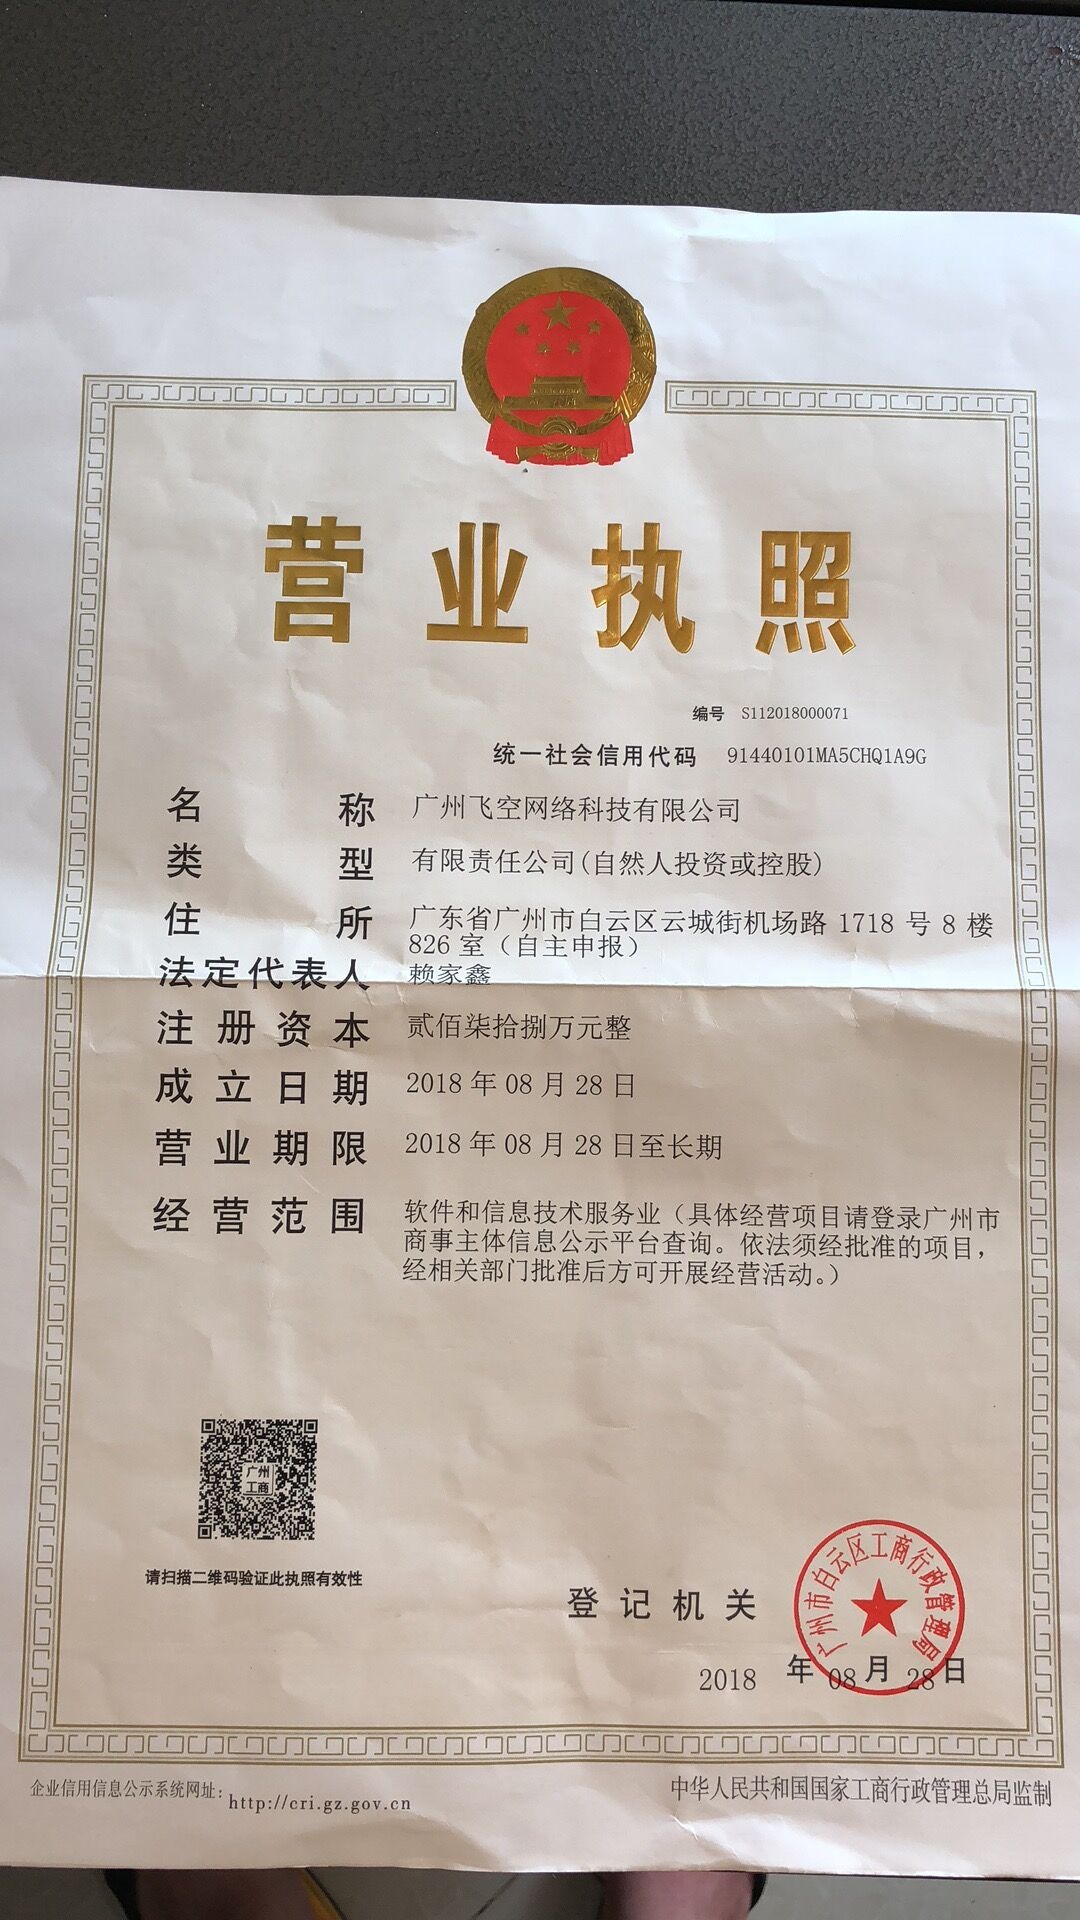 营业执照
编号 S112018000071
统一社会信用代码 91440101MA5CHQ1A9G
名称 广州飞空网络科技有限公司
类型 有限责任公司(自然人投资或控股)
住所 广东省广州市白云区云城街机场路 1718 号 8 楼
826 室（自主申报）
法定代表人 赖家鑫
注册资本 贰佰柒拾捌万元整
成立日期 2018 年 08 月 28 日
营业期限 2018 年 08 月 28 日至长期
经营范围 软件和信息技术服务业（具体经营项目请登录广州市
商事主体信息公示平台查询。依法须经批准的项目，
经相关部门批准后方可开展经营活动。）
广州
工商
请扫描二维码验证此执照有效性
登记机关
广州市白云区工商行政管理局
2018 年 08 月 28 日
企业信用信息公示系统网址：http://cri.gz.gov.cn
中华人民共和国国家工商行政管理总局监制